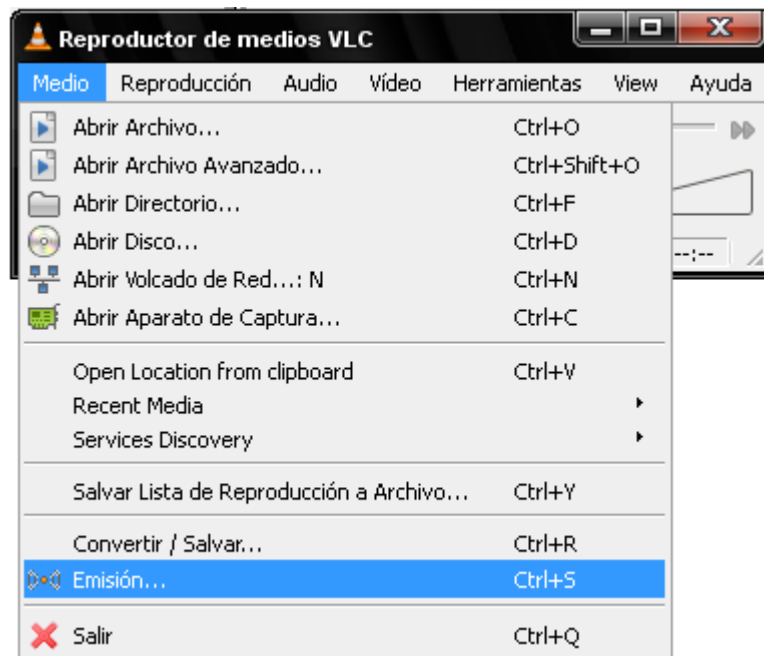 Reproductor de medios VLC
Medio Reproducción Audio Vídeo Herramientas View Ayuda
Abrir Archivo... Ctrl+O
Abrir Archivo Avanzado... Ctrl+Shift+O
Abrir Directorio... Ctrl+F
Abrir Disco... Ctrl+D
--:--
Abrir Volcado de Red...: N Ctrl+N
Abrir Aparato de Captura... Ctrl+C
Open Location from clipboard Ctrl+V
Recent Media
Services Discovery
Salvar Lista de Reproducción a Archivo... Ctrl+Y
Convertir / Salvar... Ctrl+R
Emisión... Ctrl+S
Salir Ctrl+Q